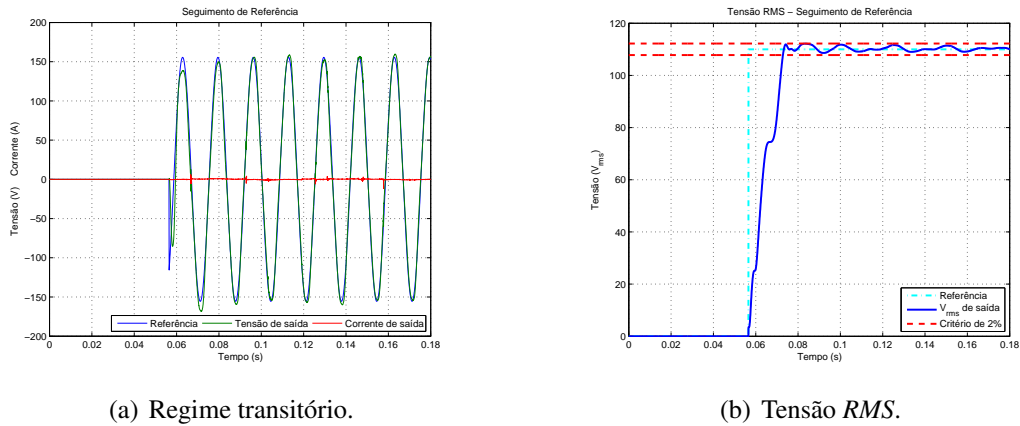 Seguimento de Referência
Tensão (V) Corrente (A)
200
150
100
50
0
−50
−100
−150
−200
0 0.02 0.04 0.06 0.08 0.1 0.12 0.14 0.16 0.18
Tempo (s)
Referência Tensão de saída Corrente de saída
(a) Regime transitório.
Tensão RMS − Seguimento de Referência
Tensão (Vrms)
120
100
80
60
40
20
0
0 0.02 0.04 0.06 0.08 0.1 0.12 0.14 0.16 0.18
Tempo (s)
Referência
Vrms de saída
Critério de 2%
(b) Tensão RMS.